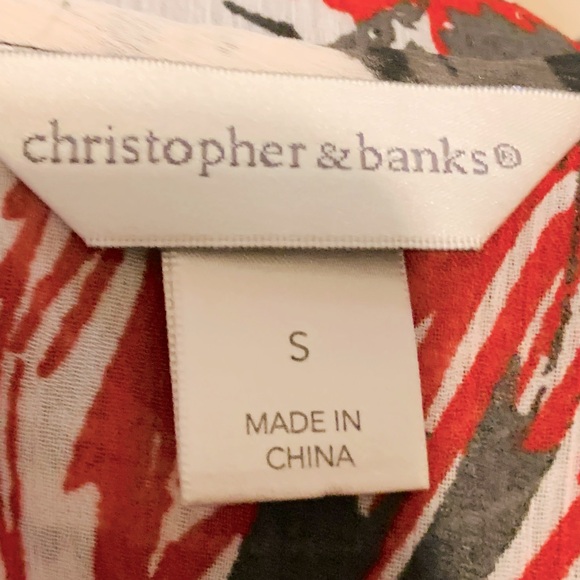 christopher & banks®
S
MADE IN
CHINA